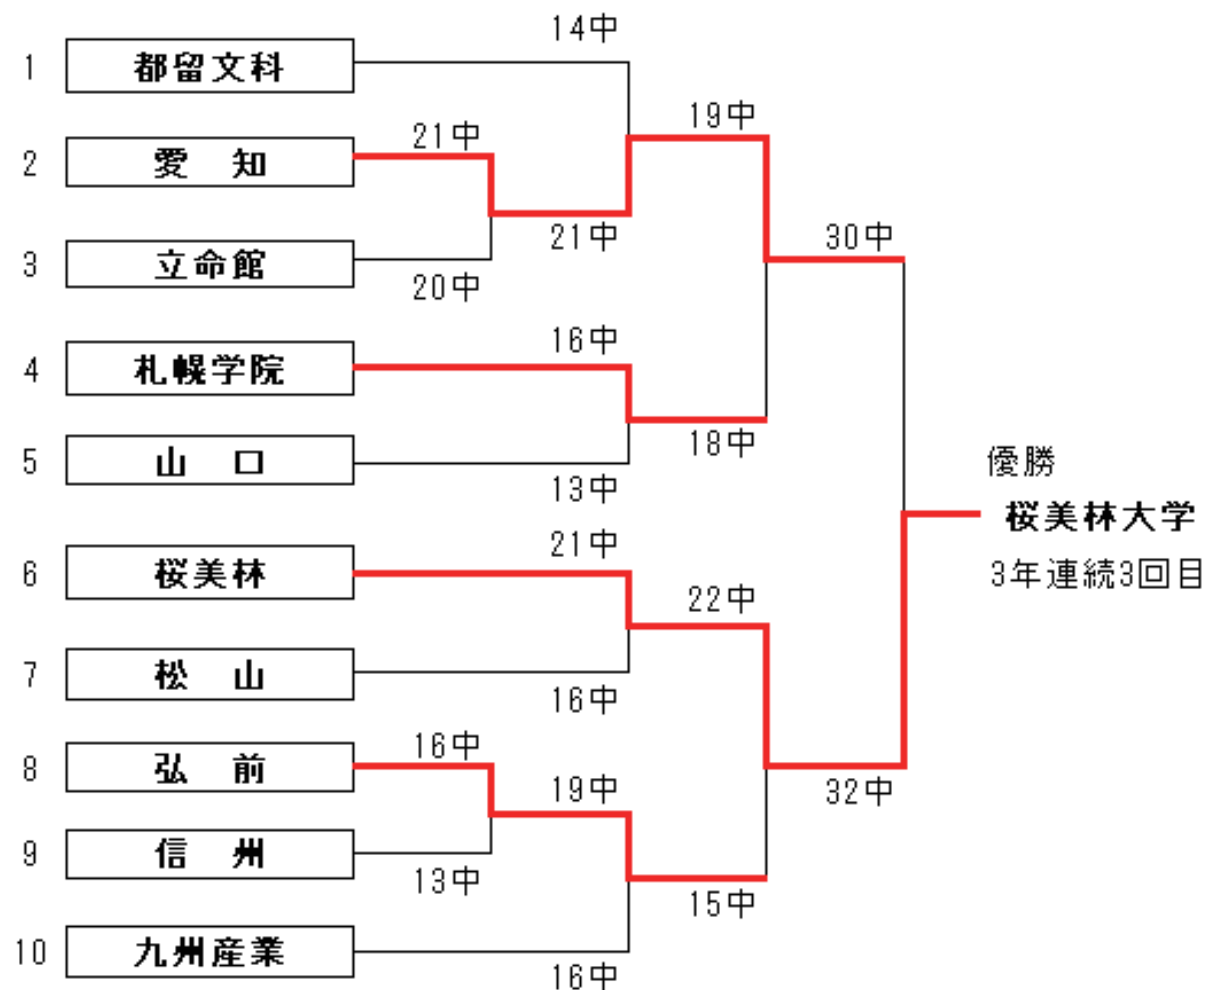 14中
1 都留文科
19中
21中
2 愛 知
21中
30中
3 立命館
20中
16中
4 札幌学院
18中
5 山 口
13中
優勝
桜美林大学
3年連続3回目
21中
6 桜美林
22中
7 松 山
16中
16中
8 弘 前
19中
32中
9 信 州
13中
15中
10 九州産業
16中